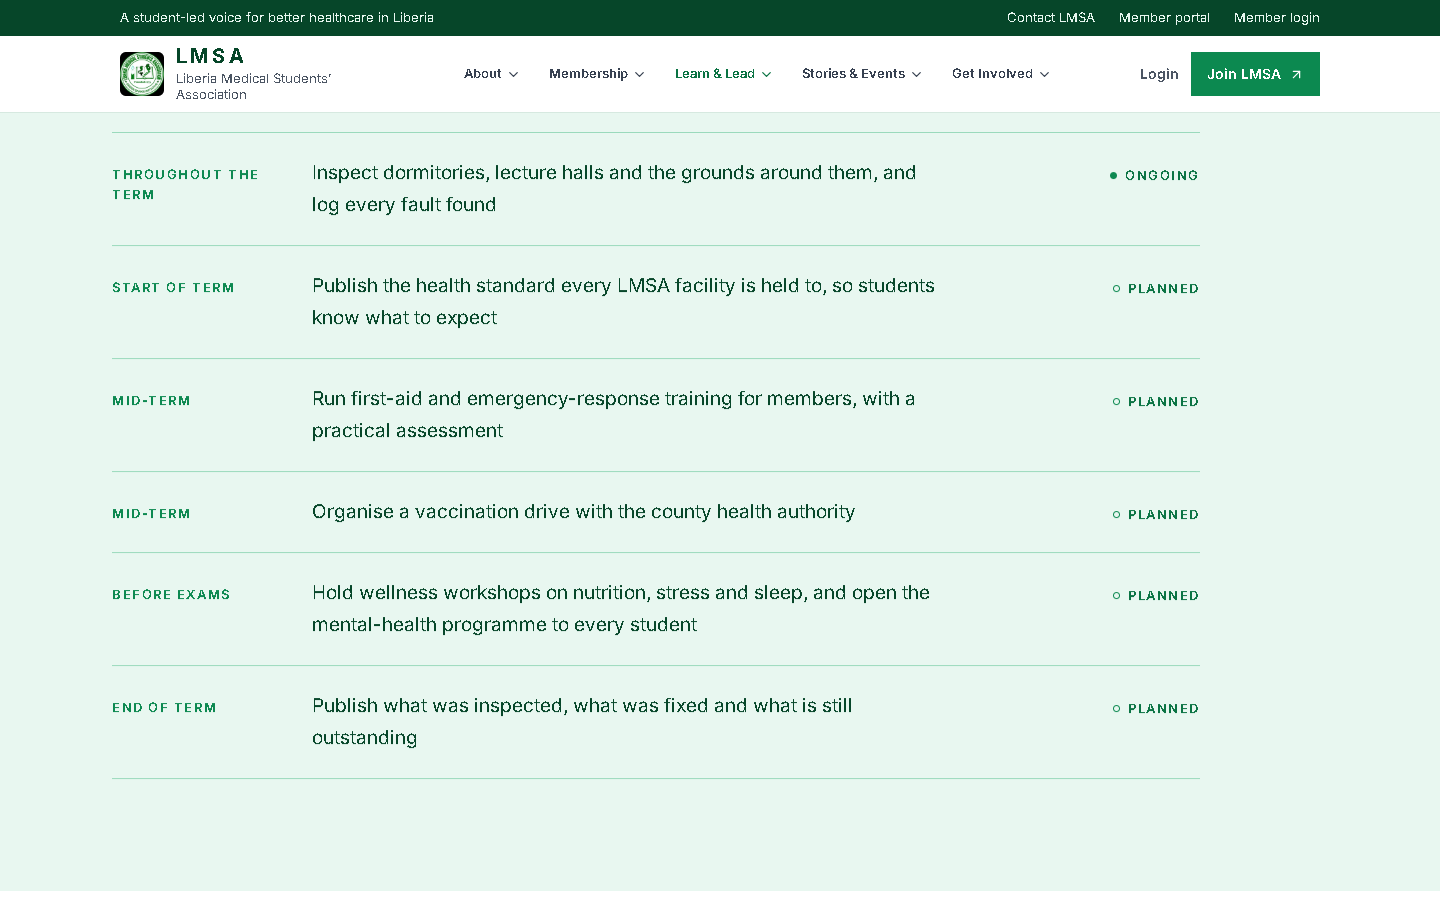 A student-led voice for better healthcare in Liberia
Contact LMSA
Member portal
Member login
LMSA
Liberia Medical Students'
Association
About
Membership
Learn & Lead
Stories & Events
Get Involved
Login
Join LMSA
THROUGHOUT THE
TERM
Inspect dormitories, lecture halls and the grounds around them, and
log every fault found
ONGOING
START OF TERM
Publish the health standard every LMSA facility is held to, so students
know what to expect
PLANNED
MID-TERM
Run first-aid and emergency-response training for members, with a
practical assessment
PLANNED
MID-TERM
Organise a vaccination drive with the county health authority
PLANNED
BEFORE EXAMS
Hold wellness workshops on nutrition, stress and sleep, and open the
mental-health programme to every student
PLANNED
END OF TERM
Publish what was inspected, what was fixed and what is still
outstanding
PLANNED